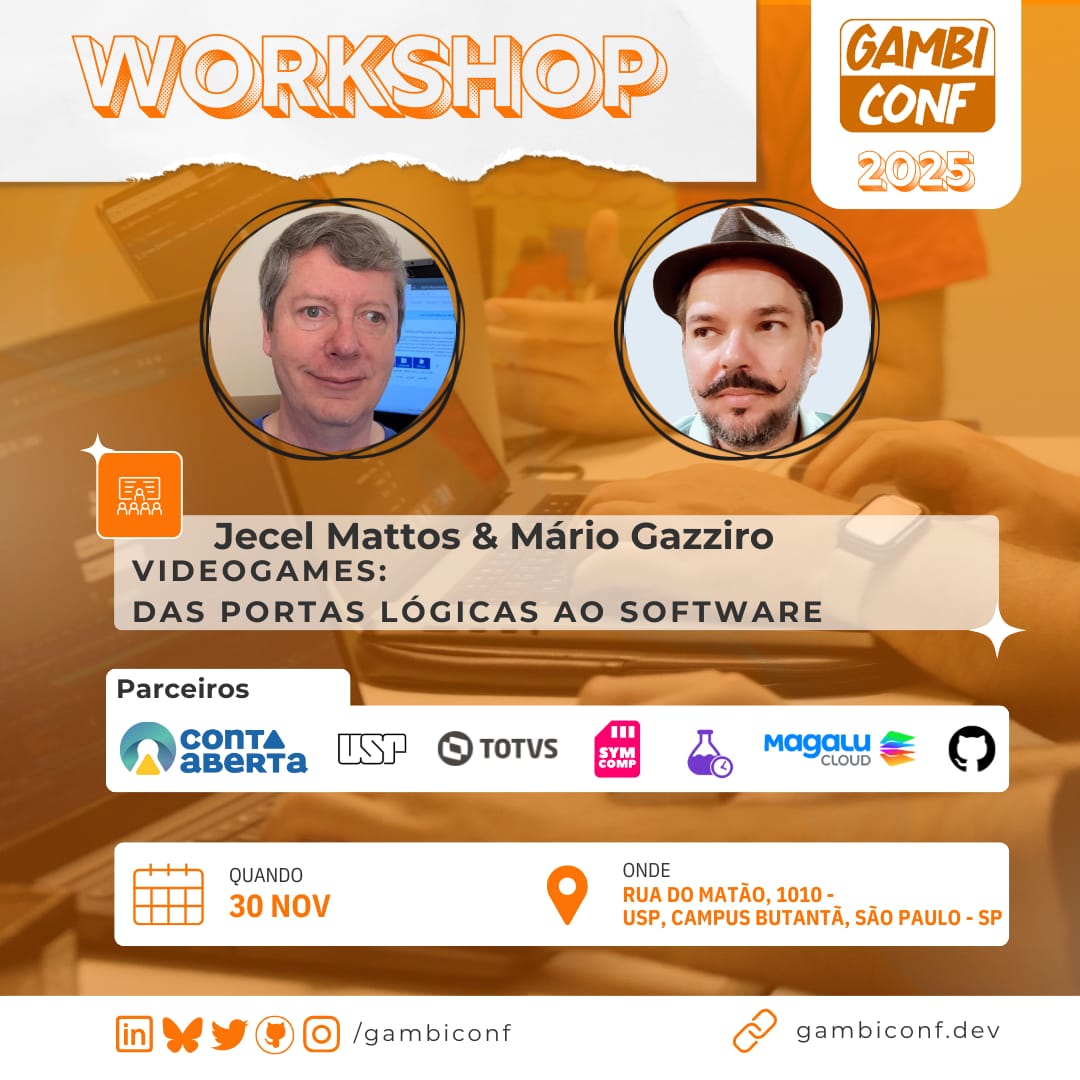 WORKSHOP
GAMBI
CONF
2025
Jecel Mattos & Mário Gazziro
VIDEOGAMES:
DAS PORTAS LÓGICAS AO SOFTWARE
Parceiros
CONTA
ABERTA
USP
TOTVS
SYM
COMP
MAGALU
CLOUD
QUANDO
30 NOV
ONDE
RUA DO MATÃO, 1010 -
USP, CAMPUS BUTANTÃ, SÃO PAULO - SP
in
/gambiconf
gambiconf.dev